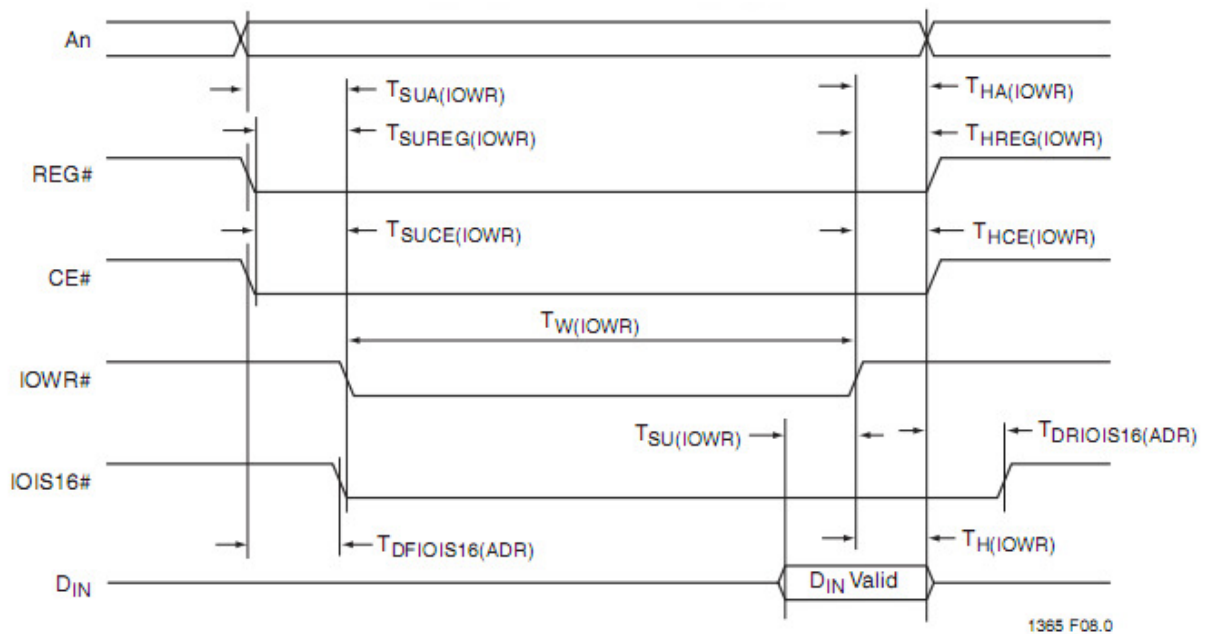 An
TSUA(IOWR)
THA(IOWR)
TSUREG(IOWR)
THREG(IOWR)
REG#
TSUCE(IOWR)
THCE(IOWR)
CE#
TW(IOWR)
IOWR#
TSU(IOWR)
TDRIOIS16(ADR)
IOIS16#
TDFIOIS16(ADR)
TH(IOWR)
DIN
DIN Valid
1365 F08.0